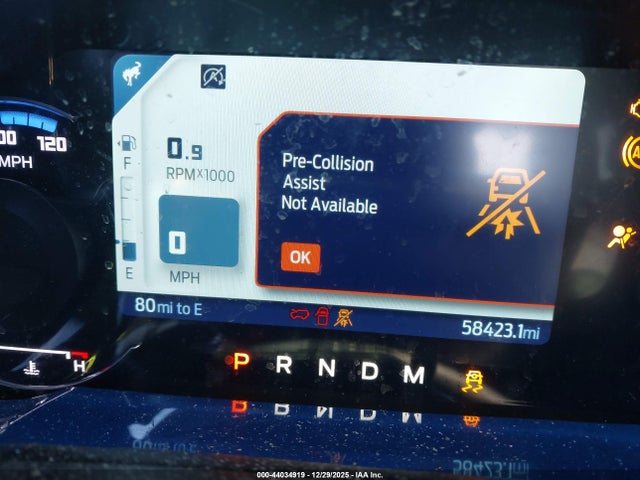 120
MPH
F
E
0.9
RPMX1000
0
MPH
Pre-Collision
Assist
Not Available
OK
80mi to E
58423.1mi
H
P R N D M
000-44034919 - 12/29/2025 - IAA Inc.